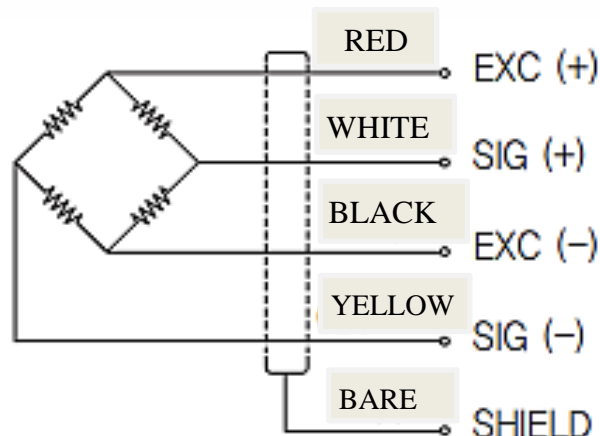 RED EXC (+)
WHITE SIG (+)
BLACK EXC (–)
YELLOW SIG (–)
BARE SHIELD